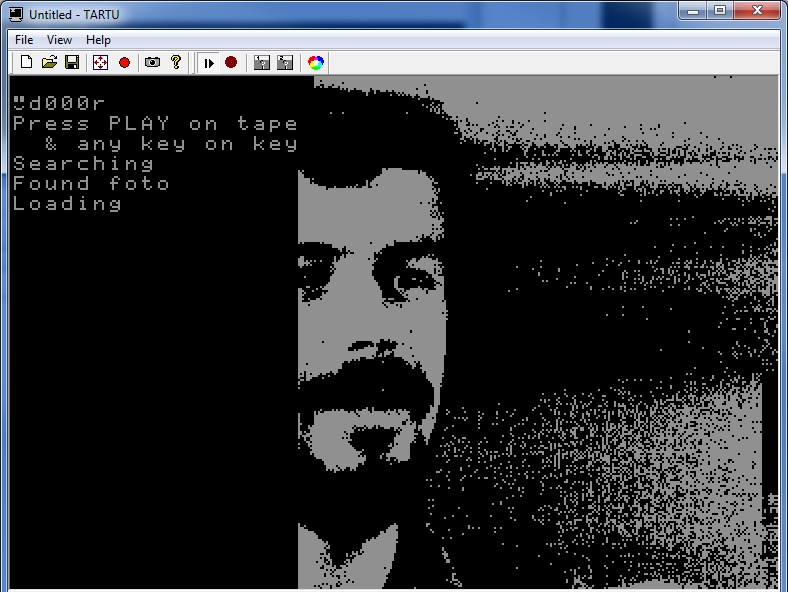 Untitled - TARTU
File View Help
d000r
Press PLAY on tape
& any key on key
Searching
Found foto
Loading